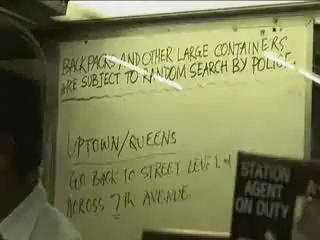 BACKPACKS AND OTHER LARGE CONTAINERS
ARE SUBJECT TO RANDOM SEARCH BY POLICE.
UPTOWN/QUEENS
GO BACK TO STREET LEVEL &
ACROSS 7th AVENUE
STATION
AGENT
ON DUTY